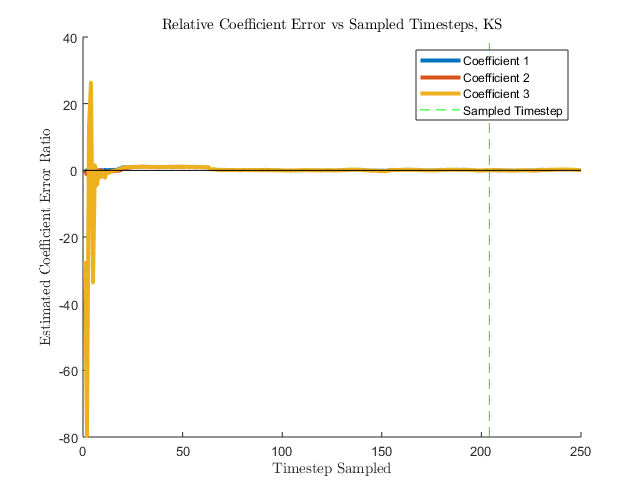 Relative Coefficient Error vs Sampled Timesteps, KS
Coefficient 1
Coefficient 2
Coefficient 3
Sampled Timestep
Estimated Coefficient Error Ratio
40
20
0
-20
-40
-60
-80
0 50 100 150 200 250
Timestep Sampled